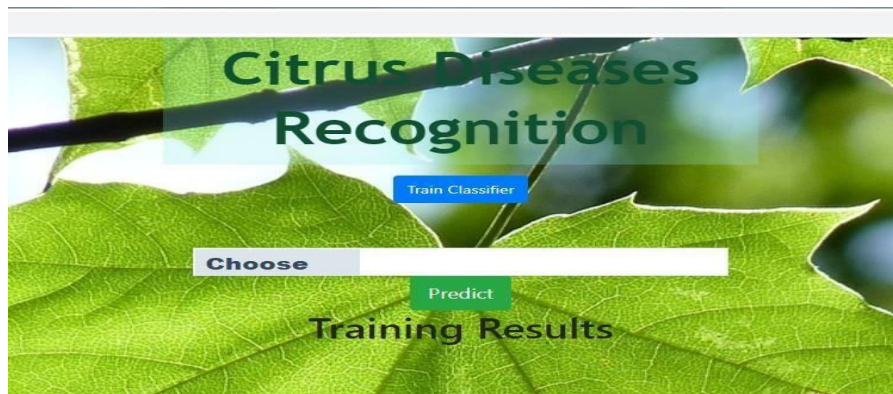 Citrus Diseases
Recognition
Train Classifier
Choose
Predict
Training Results